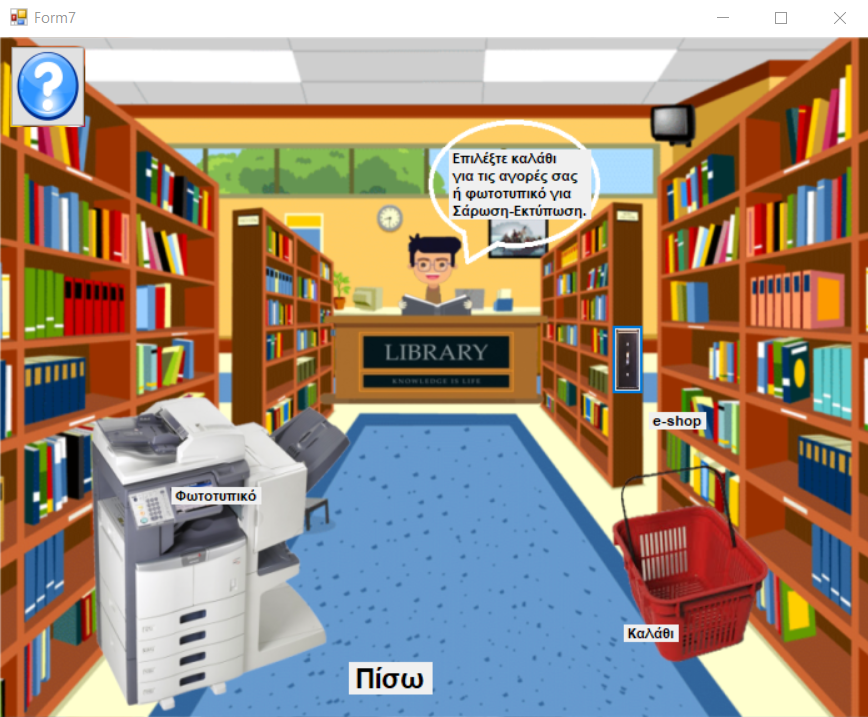 Form7
Επιλέξτε καλάθι
για τις αγορές σας
ή φωτοτυπικό για
Σάρωση-Εκτύπωση.
LIBRARY
KNOWLEDGE IS LIFE
e-shop
Φωτοτυπικό
Καλάθι
Πίσω